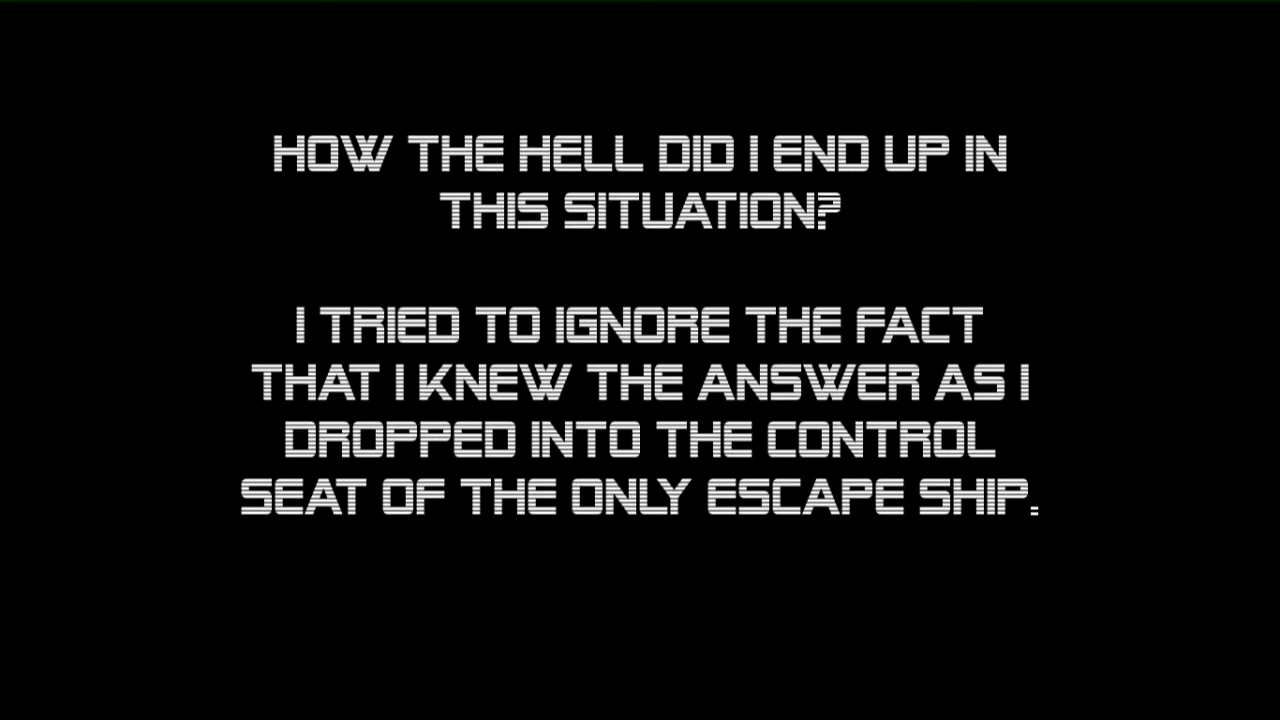 HOW THE HELL DID I END UP IN
THIS SITUATION?
I TRIED TO IGNORE THE FACT
THAT I KNEW THE ANSWER AS I
DROPPED INTO THE CONTROL
SEAT OF THE ONLY ESCAPE SHIP.